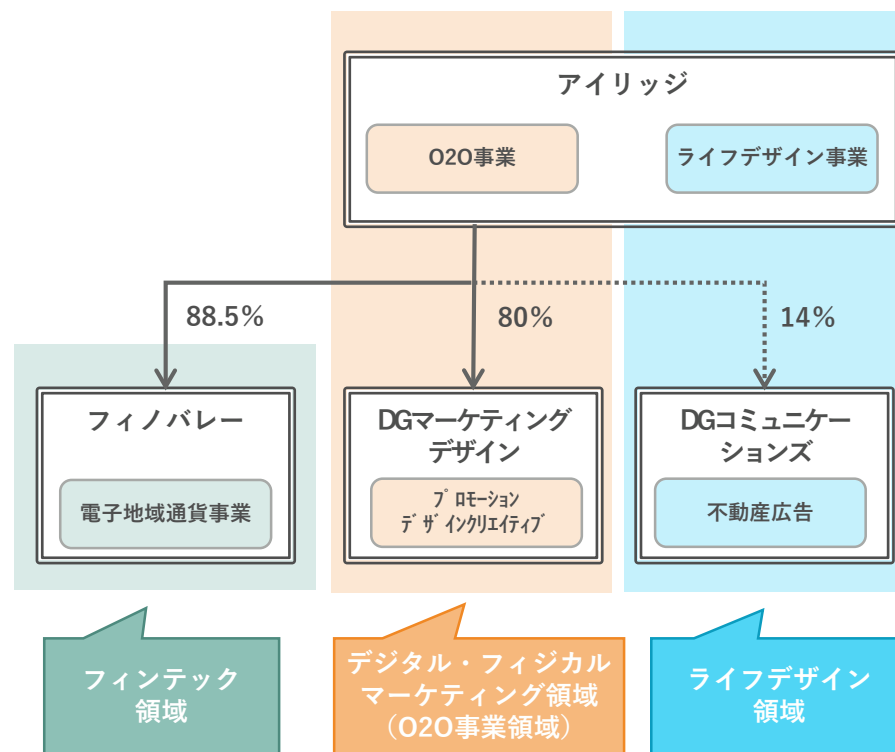 アイリッジ
O2O事業
ライフデザイン事業
88.5%
80%
14%
フィノバレー
電子地域通貨事業
DGマーケティング
デザイン
プロモーション
デザインクリエイティブ
DGコミュニケー
ションズ
不動産広告
フィンテック
領域
デジタル・フィジカル
マーケティング領域
（O2O事業領域）
ライフデザイン
領域